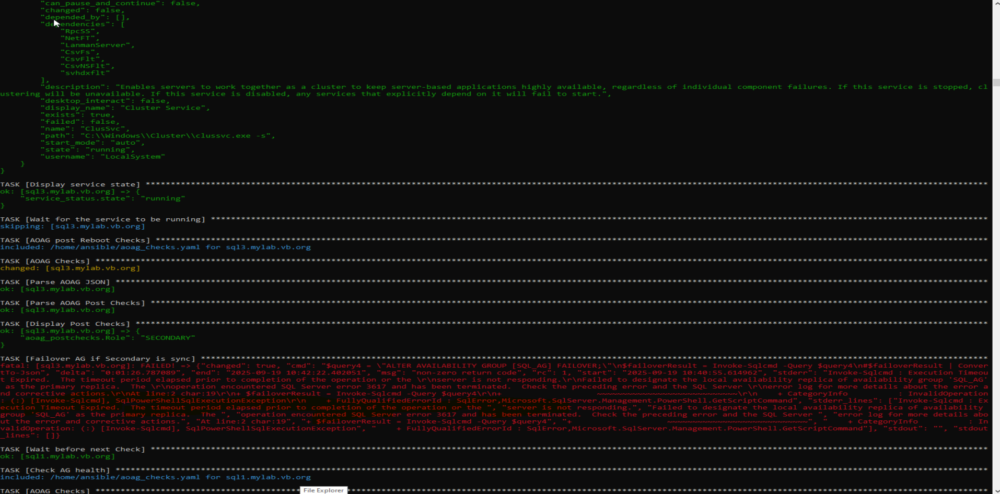 "can_pause_and_continue": false,
"changed": false,
"depended_by": [],
"dependencies": [
"RpcSS",
"NetFT",
"LanmanServer",
"CsvFs",
"CsvFlt",
"CsvNSFlt",
"svhdxflt"
],
"description": "Enables servers to work together as a cluster to keep server-based applications highly available, regardless of individual component failures. If this service is stopped, cl
ustering will be unavailable. If this service is disabled, any services that explicitly depend on it will fail to start.",
"desktop_interact": false,
"display_name": "Cluster Service",
"exists": true,
"failed": false,
"name": "ClusSvc",
"path": "C:\\Windows\\Cluster\\clussvc.exe -s",
"start_mode": "auto",
"state": "running",
"username": "LocalSystem"
}
}
TASK [Display service state] ************************************************************************
ok: [sql3.mylab.vb.org] => {
"service_status.state": "running"
}
TASK [Wait for the service to be running] ************************************************************************
skipping: [sql3.mylab.vb.org]
TASK [AOAG post Reboot Checks] ************************************************************************
included: /home/ansible/aoag_checks.yaml for sql3.mylab.vb.org
TASK [AOAG Checks] ************************************************************************
changed: [sql3.mylab.vb.org]
TASK [Parse AOAG JSON] ************************************************************************
ok: [sql3.mylab.vb.org]
TASK [Parse AOAG Post Checks] ************************************************************************
ok: [sql3.mylab.vb.org]
TASK [Display Post Checks] ************************************************************************
ok: [sql3.mylab.vb.org] => {
"aoag_postchecks.Role": "SECONDARY"
}
TASK [Failover AG if Secondary is sync] ************************************************************************
fatal: [sql3.mylab.vb.org]: FAILED! => {"changed": true, "cmd": "$query4 = \"ALTER AVAILABILITY GROUP [SQL_AG] FAILOVER;\"\n$failoverResult = Invoke-Sqlcmd -Query $query4\n#$failoverResult | Conver
tTo-Json", "delta": "0:01:26.787089", "end": "2025-09-19 10:42:22.402051", "msg": "non-zero return code", "rc": 1, "start": "2025-09-19 10:40:55.614962", "stderr": "Invoke-Sqlcmd : Execution Timeou
t Expired.  The timeout period elapsed prior to completion of the operation or the \r\nserver is not responding.\r\nFailed to designate the local availability replica of availability group 'SQL_AG'
as the primary replica.  The \r\noperation encountered SQL Server error 3617 and has been terminated.  Check the preceding error and the SQL Server \r\nerror log for more details about the error a
nd corrective actions.\r\nAt line:2 char:19\r\n+ $failoverResult = Invoke-Sqlcmd -Query $query4\r\n+                   ~~~~~~~~~~~~~~~~~~~~~~~~~~~~\r\n    + CategoryInfo          : InvalidOperation
: (:) [Invoke-Sqlcmd], SqlPowerShellSqlExecutionException\r\n    + FullyQualifiedErrorId : SqlError,Microsoft.SqlServer.Management.PowerShell.GetScriptCommand", "stderr_lines": ["Invoke-Sqlcmd : Ex
ecution Timeout Expired.  The timeout period elapsed prior to completion of the operation or the ", "server is not responding.", "Failed to designate the local availability replica of availability
group 'SQL_AG' as the primary replica.  The ", "operation encountered SQL Server error 3617 and has been terminated.  Check the preceding error and the SQL Server ", "error log for more details abo
ut the error and corrective actions.", "At line:2 char:19", "+ $failoverResult = Invoke-Sqlcmd -Query $query4", "+                   ~~~~~~~~~~~~~~~~~~~~~~~~~~~~", "    + CategoryInfo          : In
validOperation: (:) [Invoke-Sqlcmd], SqlPowerShellSqlExecutionException", "    + FullyQualifiedErrorId : SqlError,Microsoft.SqlServer.Management.PowerShell.GetScriptCommand"], "stdout": "", "stdout
_lines": []}
TASK [Wait before next Check] ************************************************************************
ok: [sql1.mylab.vb.org]
TASK [Check AG health] ************************************************************************
included: /home/ansible/aoag_checks.yaml for sql1.mylab.vb.org
TASK [AOAG Checks] ************************************************************************
File Explorer